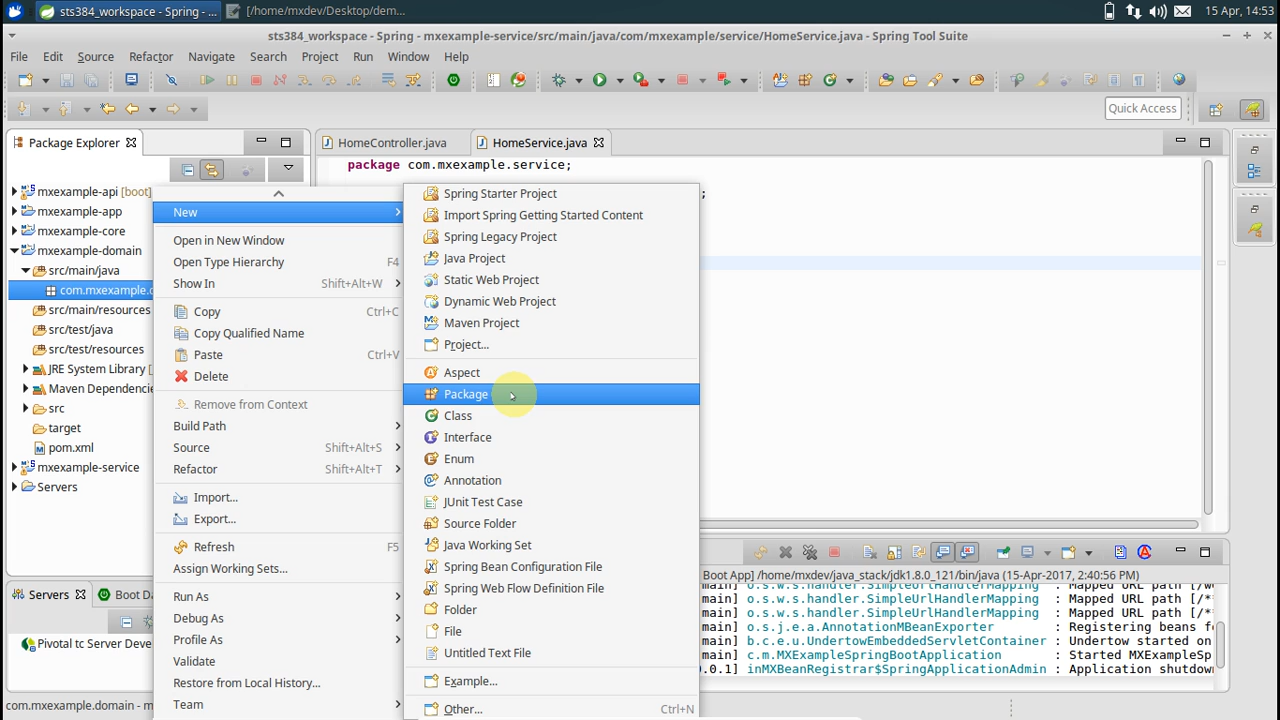 sts384_workspace - Spring - ...
[/home/mxdev/Desktop/dem...
15 Apr, 14:53
sts384_workspace - Spring - mxexample-service/src/main/java/com/mxexample/service/HomeService.java - Spring Tool Suite
File Edit Source Refactor Navigate Search Project Run Window Help
Quick Access
Package Explorer
HomeController.java
HomeService.java
package com.mxexample.service;
;
mxexample-api [boot]
mxexample-app
mxexample-core
mxexample-domain
src/main/java
com.mxexample.
src/main/resources
src/test/java
src/test/resources
JRE System Library [
Maven Dependencie
src
target
pom.xml
mxexample-service
Servers
New
Open in New Window
Open Type Hierarchy F4
Show In Shift+Alt+W
Copy Ctrl+C
Copy Qualified Name
Paste Ctrl+V
Delete
Remove from Context
Build Path
Source Shift+Alt+S
Refactor Shift+Alt+T
Import...
Export...
Refresh F5
Assign Working Sets...
Run As
Debug As
Profile As
Validate
Restore from Local History...
Team
Spring Starter Project
Import Spring Getting Started Content
Spring Legacy Project
Java Project
Static Web Project
Dynamic Web Project
Maven Project
Project...
Aspect
Package
Class
Interface
Enum
Annotation
JUnit Test Case
Source Folder
Java Working Set
Spring Bean Configuration File
Spring Web Flow Definition File
Folder
File
Untitled Text File
Example...
Other... Ctrl+N
Servers
Boot Da
Pivotal tc Server Deve
Boot App] /home/mxdev/java_stack/jdk1.8.0_121/bin/java (15-Apr-2017, 2:40:56 PM)
main] o.s.w.s.handler.SimpleUrlHandlerMapping : Mapped URL path [/w
main] o.s.w.s.handler.SimpleUrlHandlerMapping : Mapped URL path [/**
main] o.s.w.s.handler.SimpleUrlHandlerMapping : Mapped URL path [/**
main] o.s.j.e.a.AnnotationMBeanExporter : Registering beans fo
main] b.c.e.u.UndertowEmbeddedServletContainer : Undertow started on
main] c.m.MXExampleSpringBootApplication : Started MXExampleSp
0.1] inMXBeanRegistrar$SpringApplicationAdmin : Application shutdow
com.mxexample.domain - m